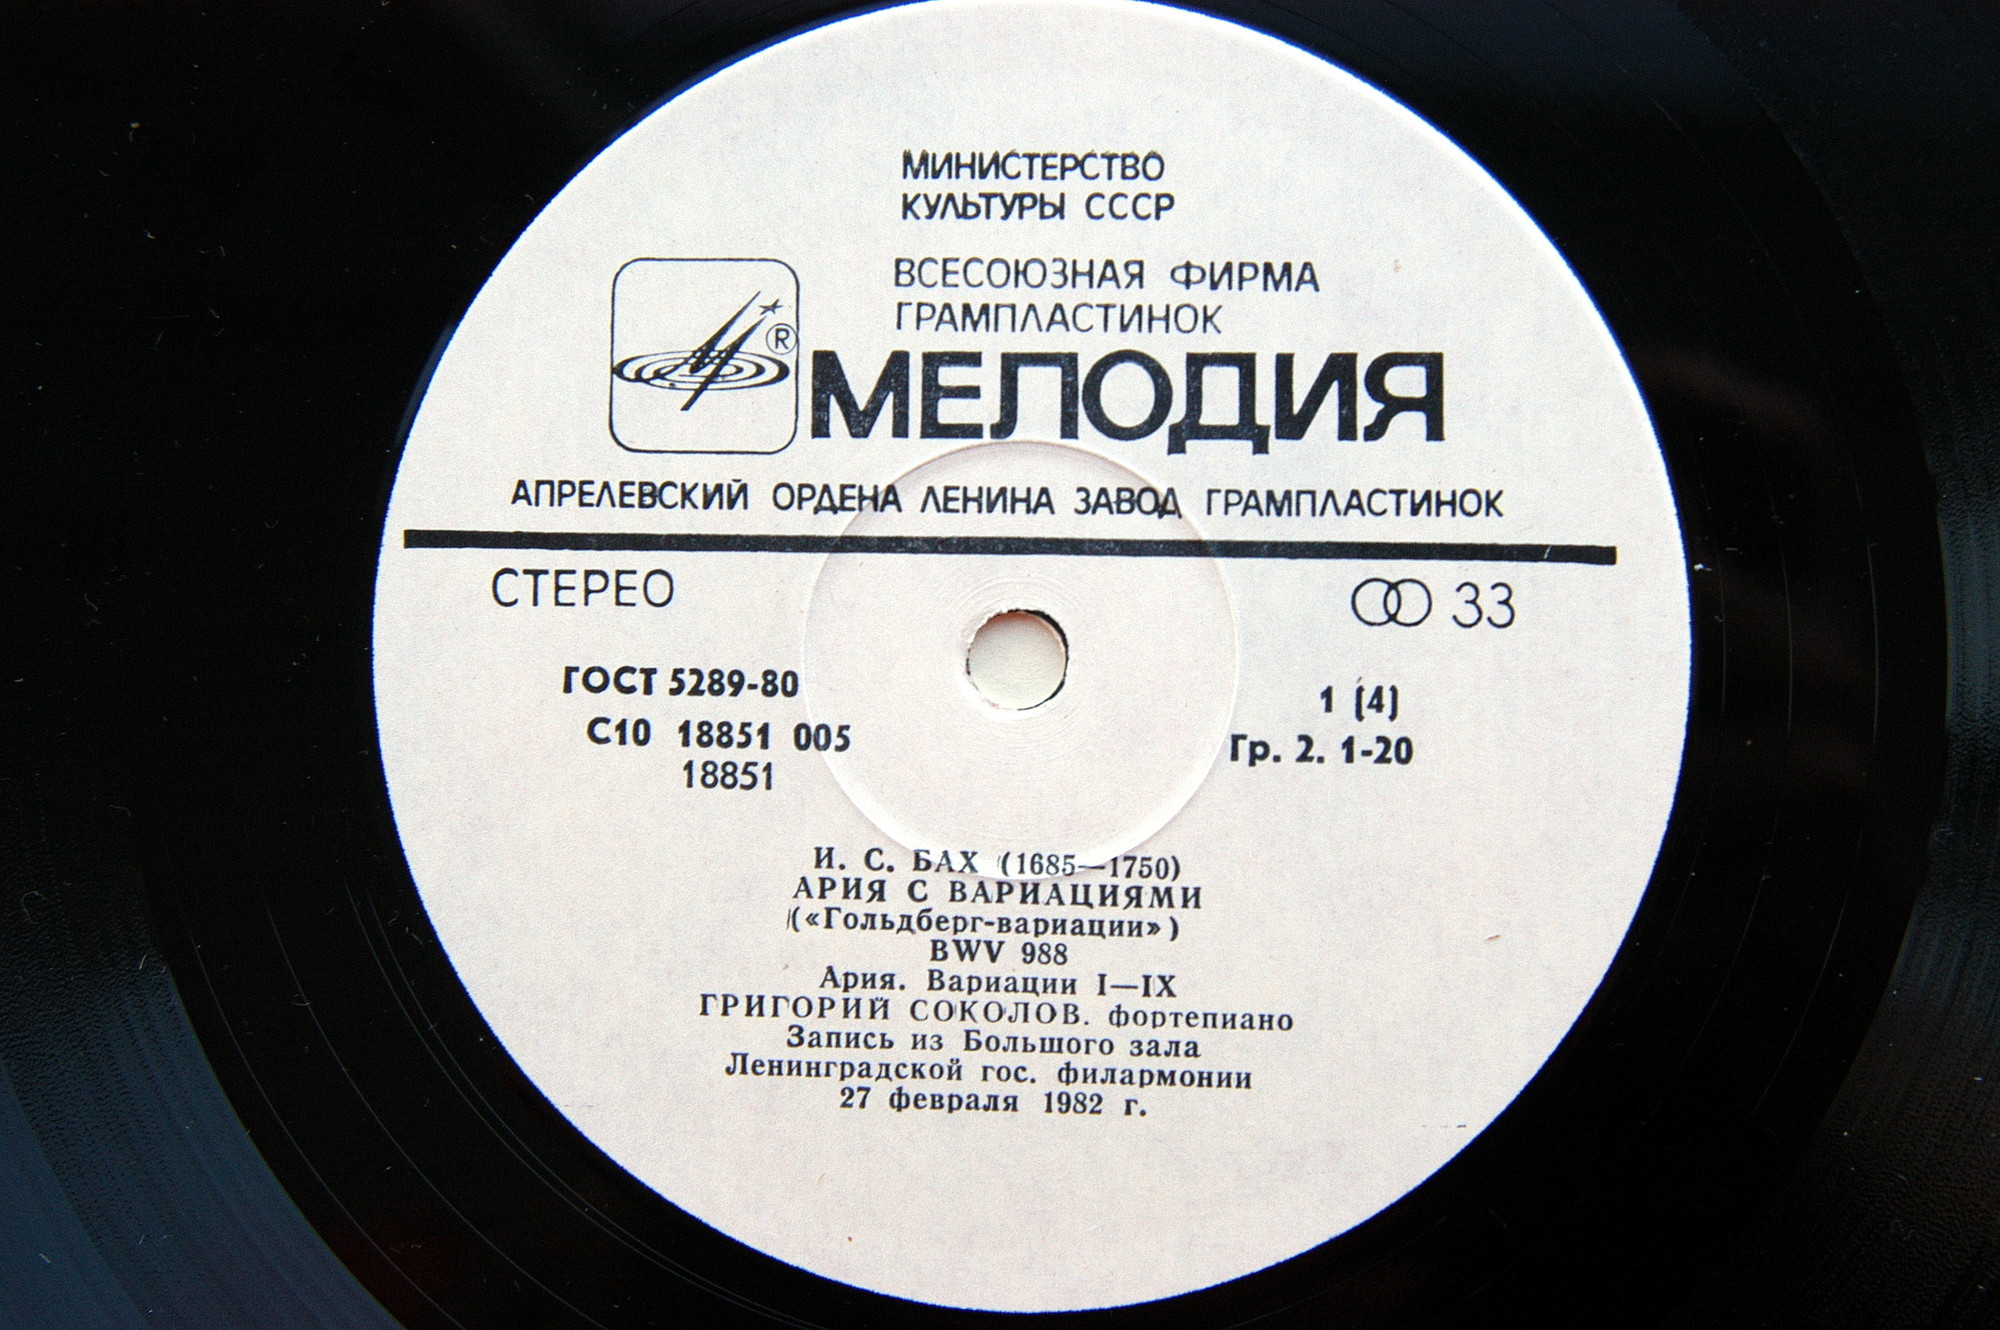 МИНИСТЕРСТВО
КУЛЬТУРЫ СССР
ВСЕСОЮЗНАЯ ФИРМА
ГРАМПЛАСТИНОК
®
МЕЛОДИЯ
АПРЕЛЕВСКИЙ ОРДЕНА ЛЕНИНА ЗАВОД ГРАМПЛАСТИНОК
СТЕРЕО
33
ГОСТ 5289-80
С10 18851 005
18851
1 (4)
Гр. 2. 1-20
И. С. БАХ (1685—1750)
АРИЯ С ВАРИАЦИЯМИ
(«Гольдберг-вариации»)
BWV 988
Ария. Вариации I—IX
ГРИГОРИЙ СОКОЛОВ. фортепиано
Запись из Большого зала
Ленинградской гос. филармонии
27 февраля 1982 г.